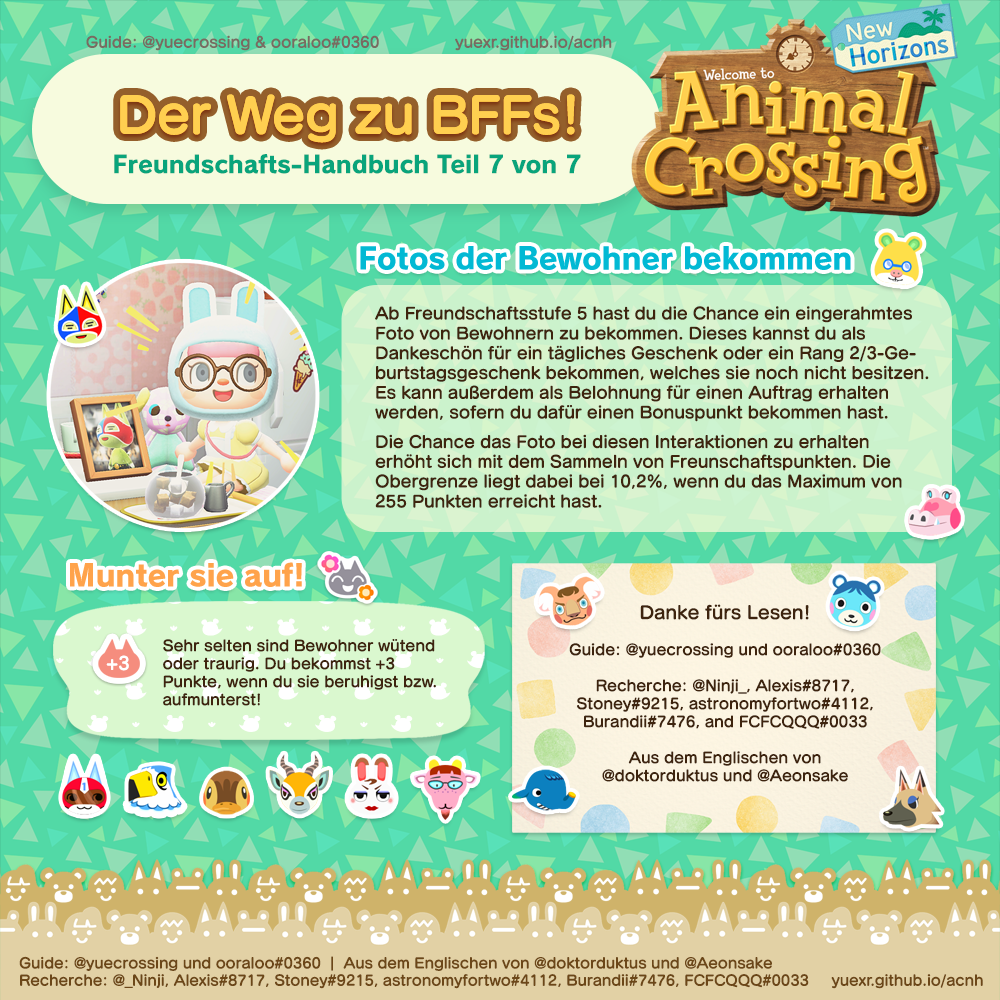 Guide: @yuecrossing & ooraloo#0360
yuexr.github.io/acnh
New Horizons
Welcome to
Animal
Crossing
Der Weg zu BFFs!
Freundschafts-Handbuch Teil 7 von 7
Fotos der Bewohner bekommen
Ab Freundschaftsstufe 5 hast du die Chance ein eingerahmtes
Foto von Bewohnern zu bekommen. Dieses kannst du als
Dankeschön für ein tägliches Geschenk oder ein Rang 2/3-Ge-
burtstagsgeschenk bekommen, welches sie noch nicht besitzen.
Es kann außerdem als Belohnung für einen Auftrag erhalten
werden, sofern du dafür einen Bonuspunkt bekommen hast.
Die Chance das Foto bei diesen Interaktionen zu erhalten
erhöht sich mit dem Sammeln von Freunschaftspunkten. Die
Obergrenze liegt dabei bei 10,2%, wenn du das Maximum von
255 Punkten erreicht hast.
Munter sie auf!
+3
Sehr selten sind Bewohner wütend
oder traurig. Du bekommst +3
Punkte, wenn du sie beruhigst bzw.
aufmunterst!
Danke fürs Lesen!
Guide: @yuecrossing und ooraloo#0360
Recherche: @Ninji_, Alexis#8717,
Stoney#9215, astronomyfortwo#4112,
Burandii#7476, and FCFCQQQ#0033
Aus dem Englischen von
@doktorduktus und @Aeonsake
Guide: @yuecrossing und ooraloo#0360 | Aus dem Englischen von @doktorduktus und @Aeonsake
Recherche: @_Ninji, Alexis#8717, Stoney#9215, astronomyfortwo#4112, Burandii#7476, FCFCQQQ#0033
yuexr.github.io/acnh